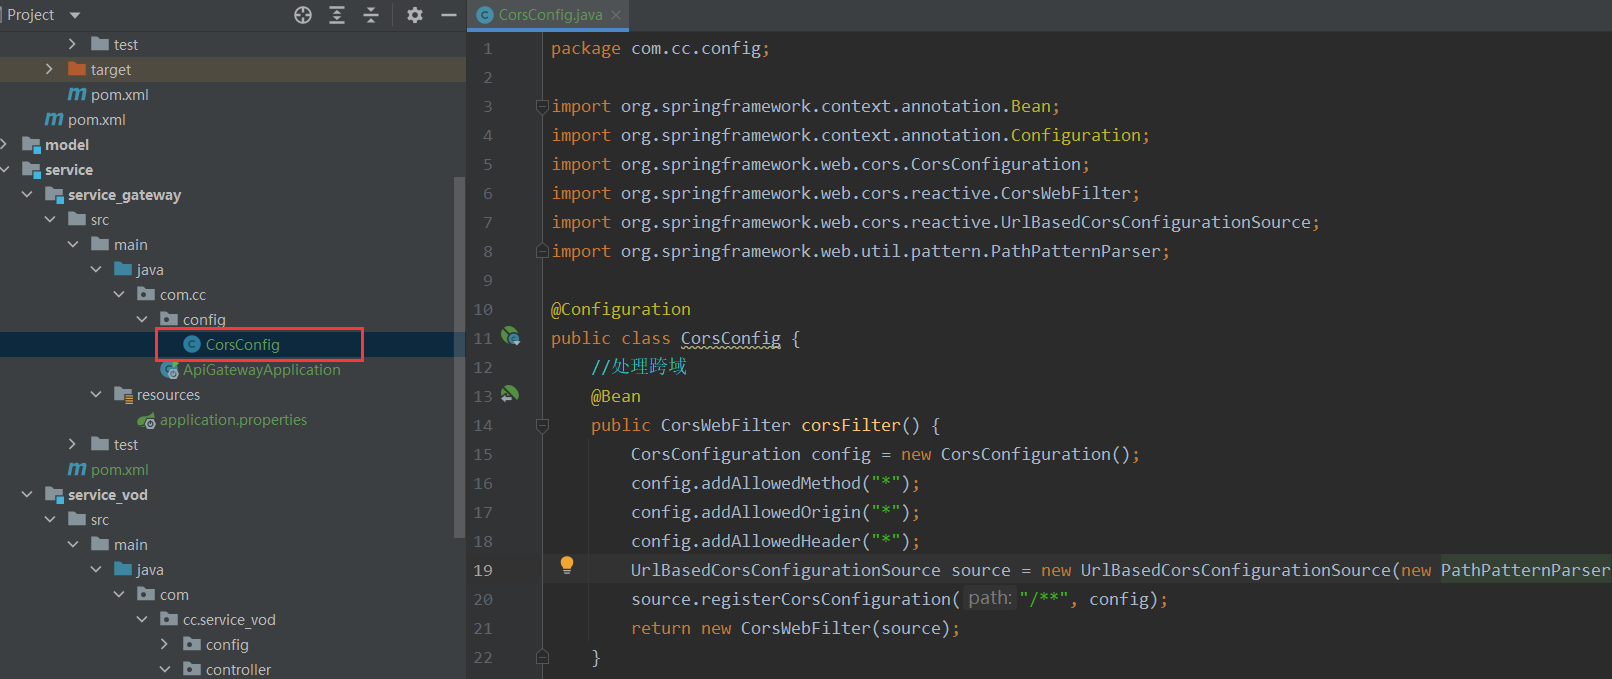 Project
test
target
pom.xml
pom.xml
model
service
service_gateway
src
main
java
com.cc
config
CorsConfig
ApiGatewayApplication
resources
application.properties
test
pom.xml
service_vod
src
main
java
com
cc.service_vod
config
controller
CorsConfig.java
1 package com.cc.config;
2
3 import org.springframework.context.annotation.Bean;
4 import org.springframework.context.annotation.Configuration;
5 import org.springframework.web.cors.CorsConfiguration;
6 import org.springframework.web.cors.reactive.CorsWebFilter;
7 import org.springframework.web.cors.reactive.UrlBasedCorsConfigurationSource;
8 import org.springframework.web.util.pattern.PathPatternParser;
9
10 @Configuration
11 public class CorsConfig {
12 //处理跨域
13 @Bean
14 public CorsWebFilter corsFilter() {
15 CorsConfiguration config = new CorsConfiguration();
16 config.addAllowedMethod("*");
17 config.addAllowedOrigin("*");
18 config.addAllowedHeader("*");
19 UrlBasedCorsConfigurationSource source = new UrlBasedCorsConfigurationSource(new PathPatternParser
20 source.registerCorsConfiguration( path: "/**", config);
21 return new CorsWebFilter(source);
22 }